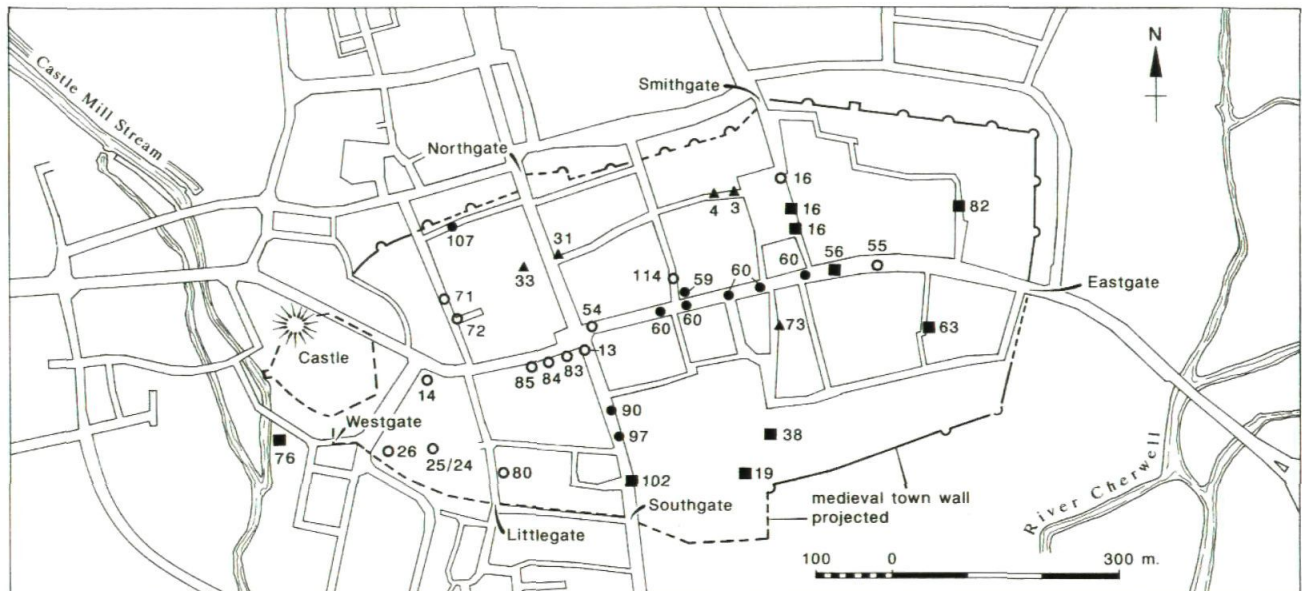 N
Castle Mill Stream
Smithgate
Northgate
16
4
3
16
82
107
16
31
56
55
33
114
59
60
60
Eastgate
71
54
60
60
73
63
72
13
Castle
85
84
83
14
90
Westgate
97
38
76
26
25/24
80
102
19
medieval town wall
projected
Southgate
Littlegate
River Cherwell
100
0
300 m.